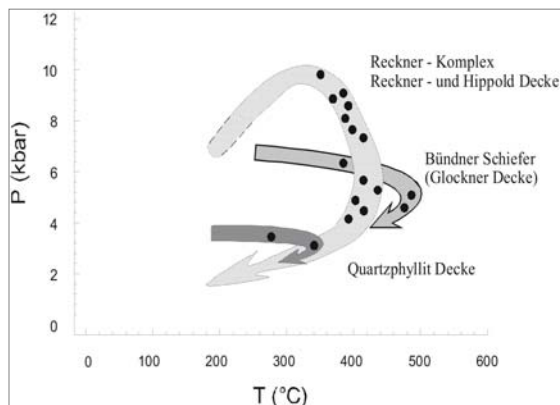 12
10
8
6
4
2
0
P (kbar)
Reckner - Komplex
Reckner - und Hippold Decke
Bündner Schiefer
(Glockner Decke)
Quartzphyllit Decke
0 100 200 300 400 500 600
T (°C)